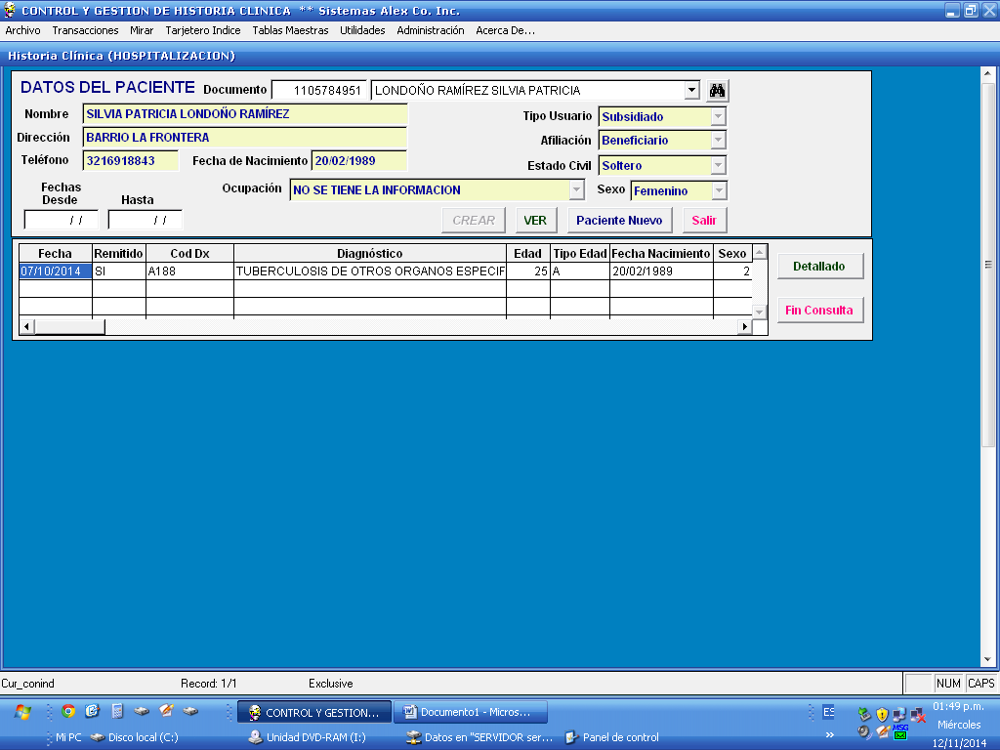 CONTROL Y GESTION DE HISTORIA CLINICA ** Sistemas Alex Co. Inc.
Archivo Transacciones Mirar Tarjetero Indice Tablas Maestras Utilidades Administración Acerca De...
Historia Clínica (HOSPITALIZACION)
DATOS DEL PACIENTE Documento 1105784951 LONDOÑO RAMÍREZ SILVIA PATRICIA
Nombre SILVIA PATRICIA LONDOÑO RAMÍREZ Tipo Usuario Subsidiado
Dirección BARRIO LA FRONTERA Afiliación Beneficiario
Teléfono 3216918843 Fecha de Nacimiento 20/02/1989 Estado Civil Soltero
Fechas
Desde Hasta Ocupación NO SE TIENE LA INFORMACION Sexo Femenino
/ / / / CREAR VER Paciente Nuevo Salir
Fecha Remitido Cod Dx Diagnóstico Edad Tipo Edad Fecha Nacimiento Sexo
07/10/2014 SI A188 TUBERCULOSIS DE OTROS ORGANOS ESPECIF 25 A 20/02/1989 2
Detallado
Fin Consulta
Cur_conind Record: 1/1 Exclusive NUM CAPS
CONTROL Y GESTION... Documento1 - Micros... ES 01:49 p.m.
Miércoles
Mi PC Disco local (C:) Unidad DVD-RAM (I:) Datos en "SERVIDOR ser... Panel de control » MSG 12/11/2014